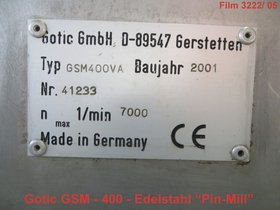 Film 3222/ 05
Gotic GmbH, D-89547 Gerstetten
Typ GSM400VA Baujahr 2001
Nr. 41233
n max 1/min 7000
Made in Germany CE
Gotic GSM - 400 - Edelstahl "Pin-Mill"